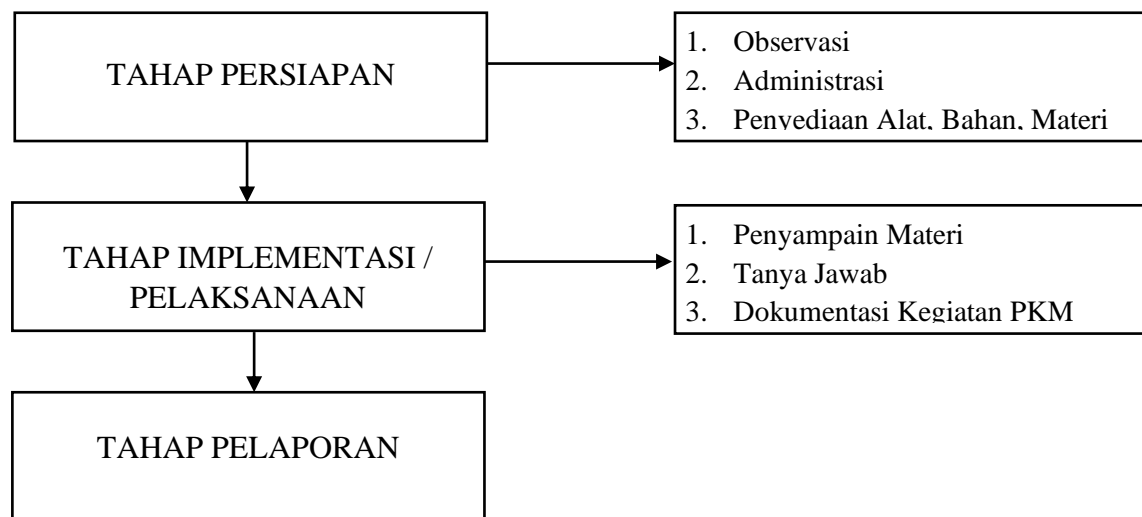 TAHAP PERSIAPAN
1. Observasi
2. Administrasi
3. Penyediaan Alat, Bahan, Materi
TAHAP IMPLEMENTASI /
PELAKSANAAN
1. Penyampain Materi
2. Tanya Jawab
3. Dokumentasi Kegiatan PKM
TAHAP PELAPORAN